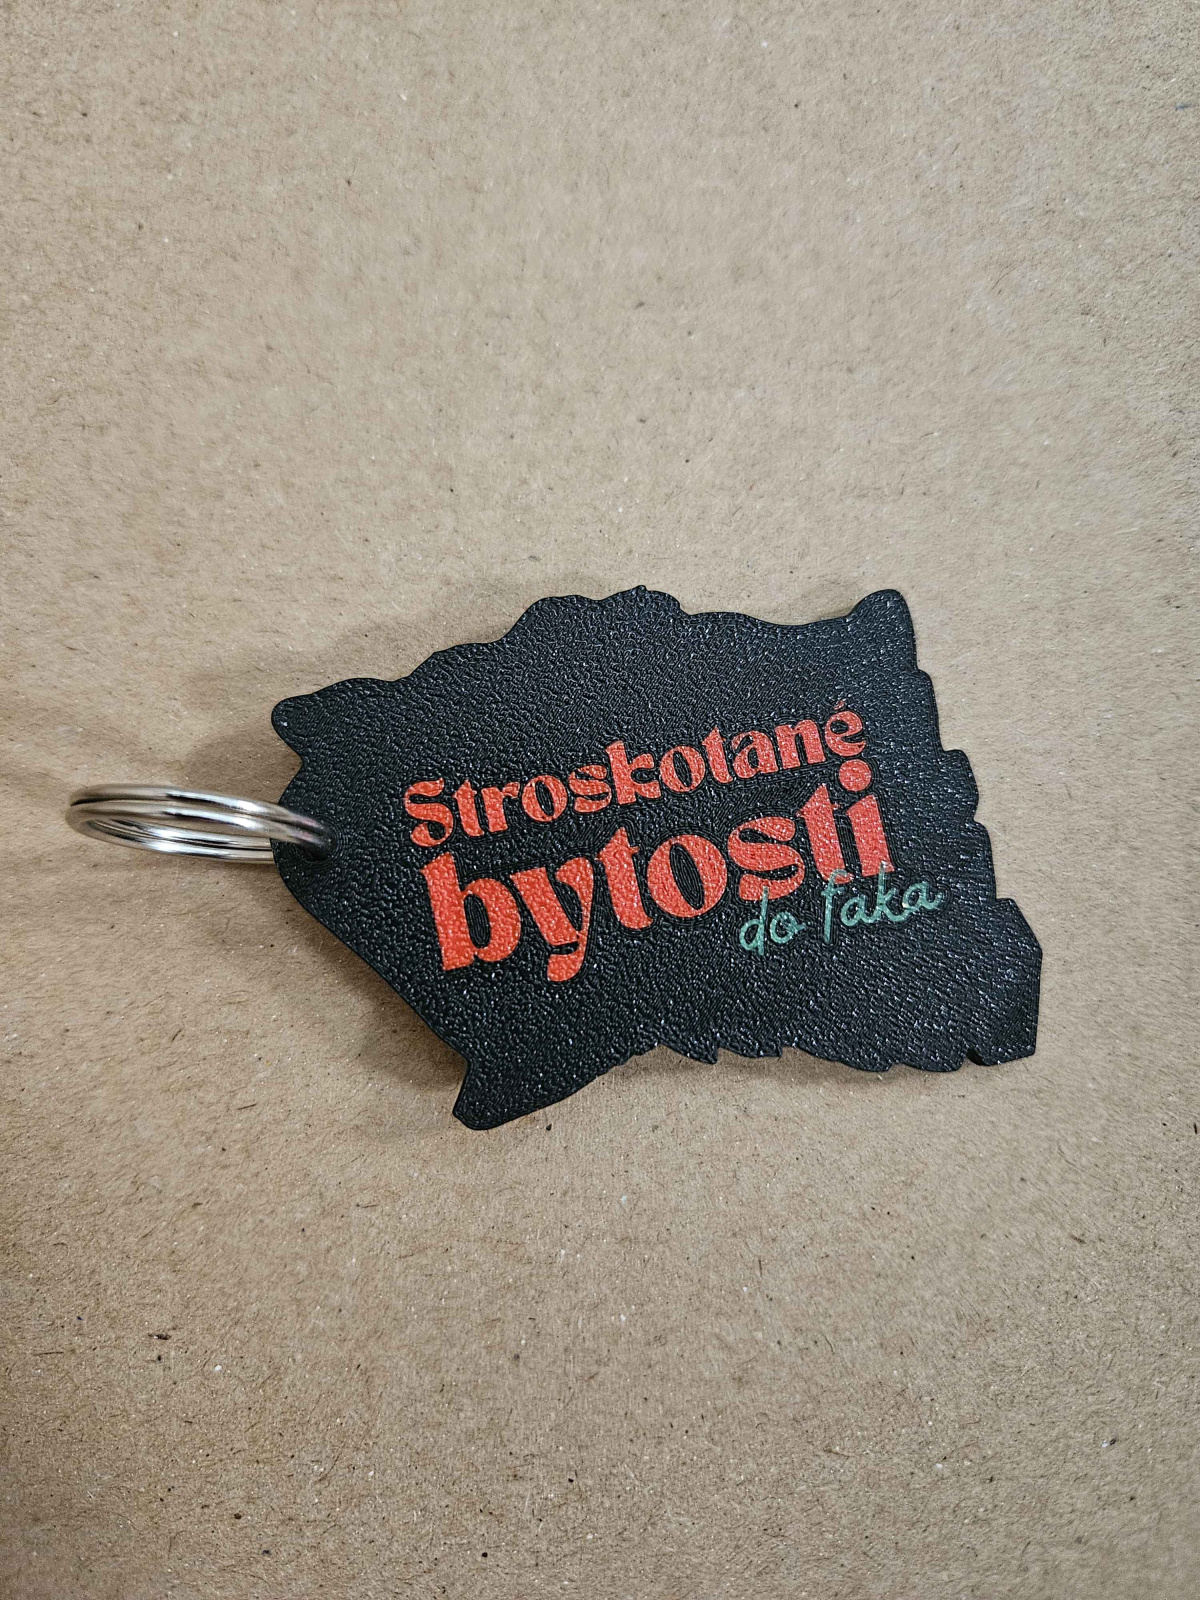 Stroskotané
bytosti
do faka